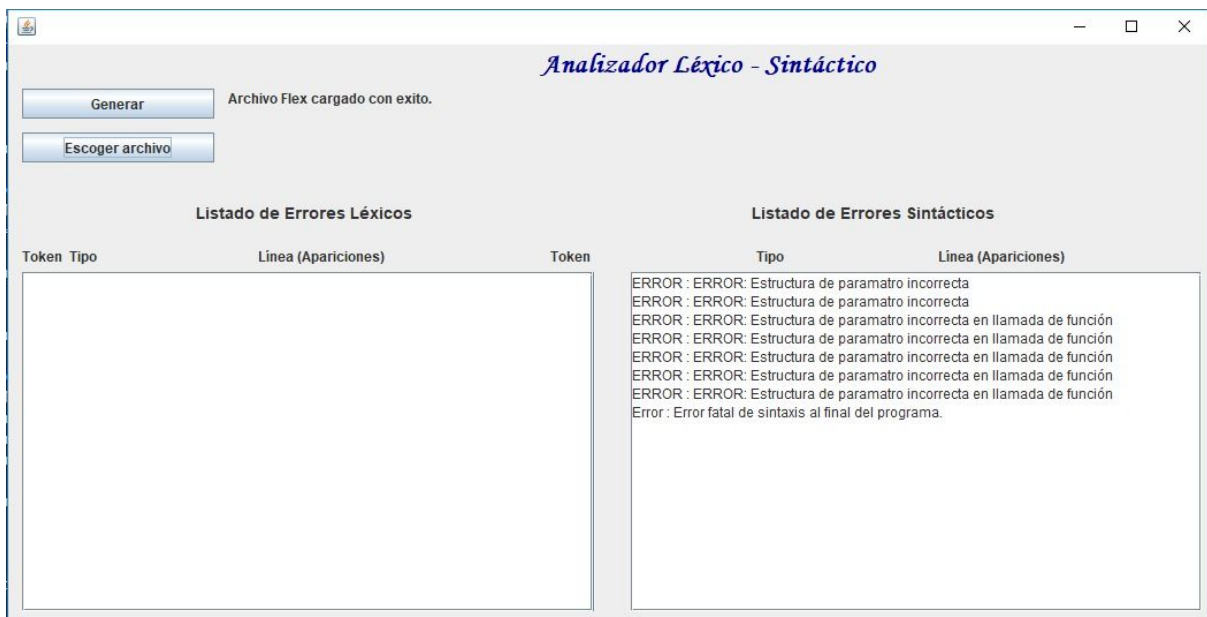 Analizador Léxico - Sintáctico
Generar
Archivo Flex cargado con exito.
Escoger archivo
Listado de Errores Léxicos
Token Tipo Línea (Apariciones) Token
Listado de Errores Sintácticos
Tipo Línea (Apariciones)
ERROR : ERROR: Estructura de paramatro incorrecta
ERROR : ERROR: Estructura de paramatro incorrecta
ERROR : ERROR: Estructura de paramatro incorrecta en llamada de función
ERROR : ERROR: Estructura de paramatro incorrecta en llamada de función
ERROR : ERROR: Estructura de paramatro incorrecta en llamada de función
ERROR : ERROR: Estructura de paramatro incorrecta en llamada de función
ERROR : ERROR: Estructura de paramatro incorrecta en llamada de función
Error : Error fatal de sintaxis al final del programa.